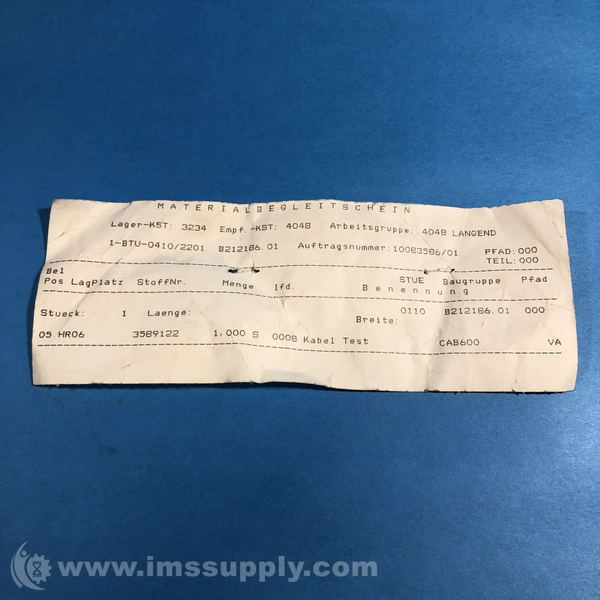 MATERIALBEGLEITSCHEIN
Lager-KST: 3234 Empf.-KST: 4048 Arbeitsgruppe: 4048 LANGEND
1-BTU-0410/2201 B212186.01 Auftragsnummer:10083586/01 PFAD:000
TEIL:000
Bel STUE Baugruppe Pfad
Pos LagPlatz StoffNr. Menge lfd. Benennung
0110 B212186.01 000
Stueck: 1 Laenge: Breite:
05 HR06 3589122 1,000 S 0008 Kabel Test CAB600 VA
www.imssupply.com